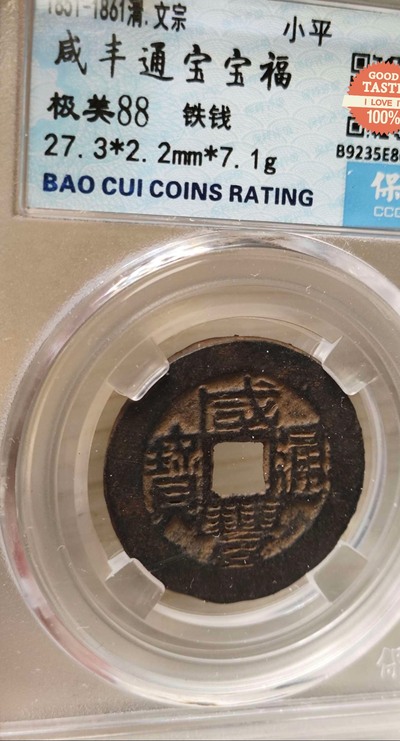 1851-1861清.文宗
小平
咸丰通宝宝福
极美88 铁钱
27.3*2.2mm*7.1g
B9235E8
BAO CUI COINS RATING
保
CCC
GOOD
TASTE
I LOVE I
100%
咸
豐
通
寶